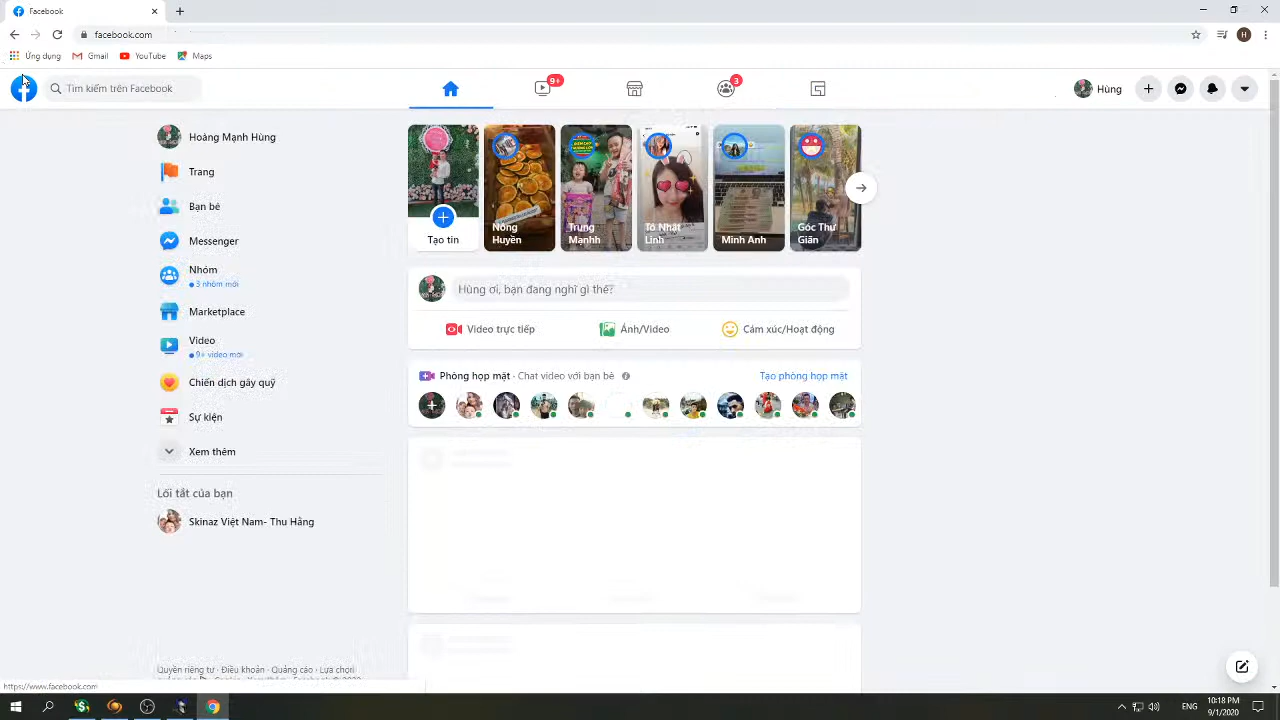 Facebook
facebook.com
H
Ứng dụng
Gmail
YouTube
Maps
Tìm kiếm trên Facebook
9+
3
Hùng
Hoàng Mạnh Hùng
Trang
Bạn bè
Messenger
Nhóm
3 nhóm mới
Marketplace
Video
9+ video mới
Chiến dịch gây quỹ
Sự kiện
Xem thêm
Lối tắt của bạn
Skinaz Việt Nam- Thu Hằng
Tạo tin
Nông
Huyền
Trung
Mạnhh
Tô Nhật
Linh
Minh Anh
Góc Thư
Giãn
Hùng ơi, bạn đang nghĩ gì thế?
Video trực tiếp
Ảnh/Video
Cảm xúc/Hoạt động
Phòng họp mặt · Chat video với bạn bè
Tạo phòng họp mặt
Quyền riêng tư · Điều khoản · Quảng cáo · Lựa chọn
https://www.facebook.com
ENG
10:18 PM
9/1/2020